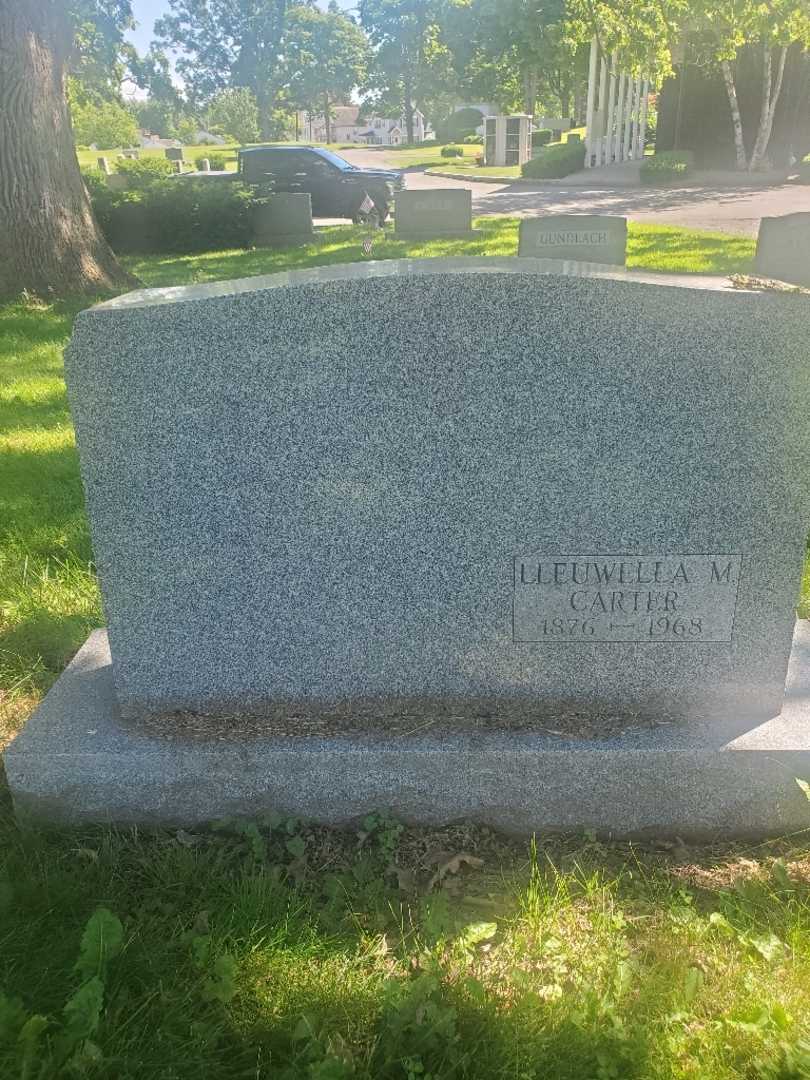 GUNDLACH
LLEUWELLA M.
CARTER
1876 — 1968